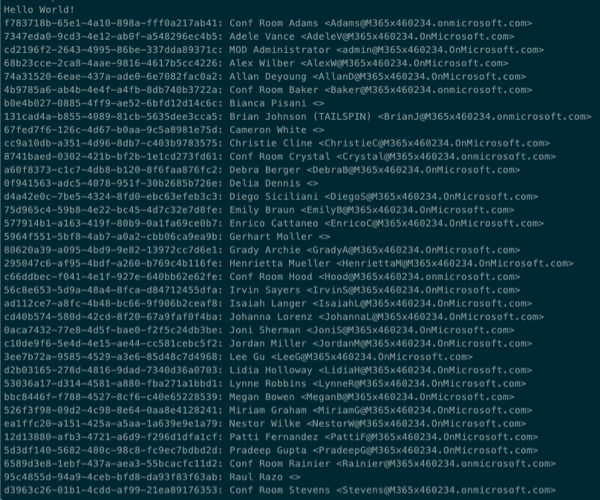 Hello World!
f783718b-65e1-4a10-898a-fff0a217ab41: Conf Room Adams <Adams@M365x460234.onmicrosoft.com>
7347eda0-9cd3-4e12-ab0f-a548296ec4b5: Adele Vance <AdeleV@M365x460234.OnMicrosoft.com>
cd2196f2-2643-4995-86be-337dda89371c: MOD Administrator <admin@M365x460234.OnMicrosoft.com>
68b23cce-2ca8-4aae-9816-4617b5cc4226: Alex Wilber <AlexW@M365x460234.OnMicrosoft.com>
74a31520-6eae-437a-ade0-6e7082fac0a2: Allan Deyoung <AllanD@M365x460234.OnMicrosoft.com>
4b9785a6-ab4b-4e4f-a4fb-8db740b3722a: Conf Room Baker <Baker@M365x460234.onmicrosoft.com>
b0e4b027-0885-4ff9-ae52-6bfd12d14c6c: Bianca Pisani <>
131cad4a-b855-4089-81cb-5635dee3cca5: Brian Johnson (TAILSPIN) <BrianJ@M365x460234.onmicrosoft.com>
67fed7f6-126c-4d67-b0aa-9c5a8981e75d: Cameron White <>
cc9a10db-a351-4d96-8db7-c403b9783575: Christie Cline <ChristieC@M365x460234.OnMicrosoft.com>
8741baed-0302-421b-bf2b-1e1cd273fd61: Conf Room Crystal <Crystal@M365x460234.onmicrosoft.com>
a60f8373-c1c7-4db8-b120-8f6faa876fc2: Debra Berger <DebraB@M365x460234.OnMicrosoft.com>
0f941563-adc5-4078-951f-30b2685b726e: Delia Dennis <>
d4a42e0c-7be5-4324-8fd0-ebc63efeb3c3: Diego Siciliani <DiegoS@M365x460234.OnMicrosoft.com>
75d965c4-59b8-4e22-bc45-4d7c32e7d8fe: Emily Braun <EmilyB@M365x460234.OnMicrosoft.com>
577914b1-a163-419f-80b9-0a1fa69ce0b7: Enrico Cattaneo <EnricoC@M365x460234.OnMicrosoft.com>
5964f551-5bf8-4ab7-a0a2-cbb06ca9ea9b: Gerhart Moller <>
80620a39-a095-4bd9-9e82-13972cc7d6e1: Grady Archie <GradyA@M365x460234.OnMicrosoft.com>
295047c6-af95-4bdf-a260-b769c4b116fe: Henrietta Mueller <HenriettaM@M365x460234.OnMicrosoft.com>
c66ddbec-f041-4e1f-927e-640bb62e62fe: Conf Room Hood <Hood@M365x460234.onmicrosoft.com>
56c8e653-5d9a-48a4-8fca-d84712455dfa: Irvin Sayers <IrvinS@M365x460234.OnMicrosoft.com>
ad112ce7-a8fc-4b48-bc66-9f906b2ceaf8: Isaiah Langer <IsaiahL@M365x460234.OnMicrosoft.com>
cd40b574-580d-42cd-8f20-67a9faf0f4ba: Johanna Lorenz <JohannaL@M365x460234.OnMicrosoft.com>
0aca7432-77e8-4d5f-bae0-f2f5c24db3be: Joni Sherman <JoniS@M365x460234.OnMicrosoft.com>
c10de9f6-5e4d-4e15-ae44-cc581cebc5f2: Jordan Miller <JordanM@M365x460234.OnMicrosoft.com>
3ee7b72a-9585-4529-a3e6-85d48c7d4968: Lee Gu <LeeG@M365x460234.OnMicrosoft.com>
d2b03165-278d-4816-9dad-7340d36a0703: Lidia Holloway <LidiaH@M365x460234.OnMicrosoft.com>
53036a17-d314-4581-a880-fba271a1bbd1: Lynne Robbins <LynneR@M365x460234.OnMicrosoft.com>
bbc8446f-f788-4527-8cf6-c40e65228539: Megan Bowen <MeganB@M365x460234.OnMicrosoft.com>
526f3f98-09d2-4c98-8e64-0aa8e4128241: Miriam Graham <MiriamG@M365x460234.OnMicrosoft.com>
ea1ffc20-a151-425a-a5aa-1a639e9e1a79: Nestor Wilke <NestorW@M365x460234.OnMicrosoft.com>
12d13880-afb3-4721-a6d9-f296d1dfa1cf: Patti Fernandez <PattiF@M365x460234.OnMicrosoft.com>
5d3df140-5682-480c-98c8-fc9ec7bdbd2d: Pradeep Gupta <PradeepG@M365x460234.OnMicrosoft.com>
6589d3e8-1ebf-437a-aea3-55bcacfc11d2: Conf Room Rainier <Rainier@M365x460234.onmicrosoft.com>
95c4855d-94a9-4ceb-bfd8-da93f83f63ab: Raul Razo <>
d3963c26-01b1-4cdd-af99-21ea89176353: Conf Room Stevens <Stevens@M365x460234.onmicrosoft.com>